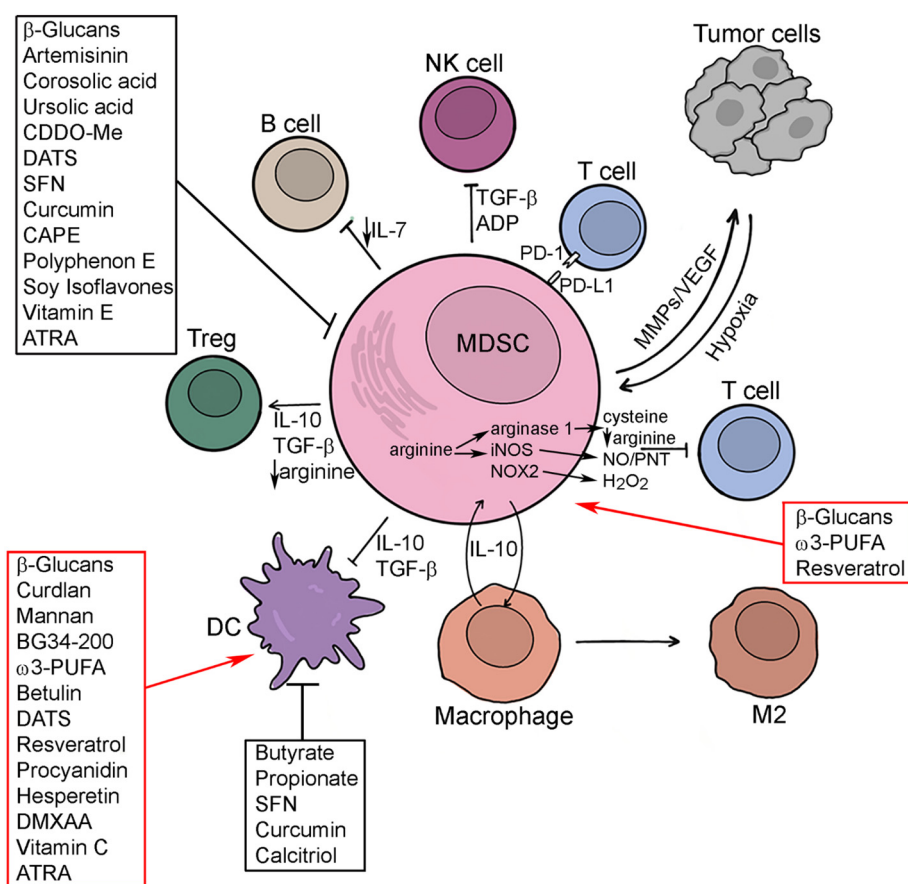 β-Glucans
Artemisinin
Corosolic acid
Ursolic acid
CDDO-Me
DATS
SFN
Curcumin
CAPE
Polyphenon E
Soy Isoflavones
Vitamin E
ATRA
B cell
NK cell
Tumor cells
T cell
IL-7
TGF-β
ADP
PD-1
PD-L1
MDSC
MMPs/VEGF
Hypoxia
Treg
IL-10
TGF-β
arginine
arginine
arginase 1
iNOS
NOX2
cysteine
arginine
NO/PNT
H₂O₂
T cell
β-Glucans
ω3-PUFA
Resveratrol
IL-10
TGF-β
IL-10
DC
Macrophage
M2
β-Glucans
Curdlan
Mannan
BG34-200
ω3-PUFA
Betulin
DATS
Resveratrol
Procyanidin
Hesperetin
DMXAA
Vitamin C
ATRA
Butyrate
Propionate
SFN
Curcumin
Calcitriol